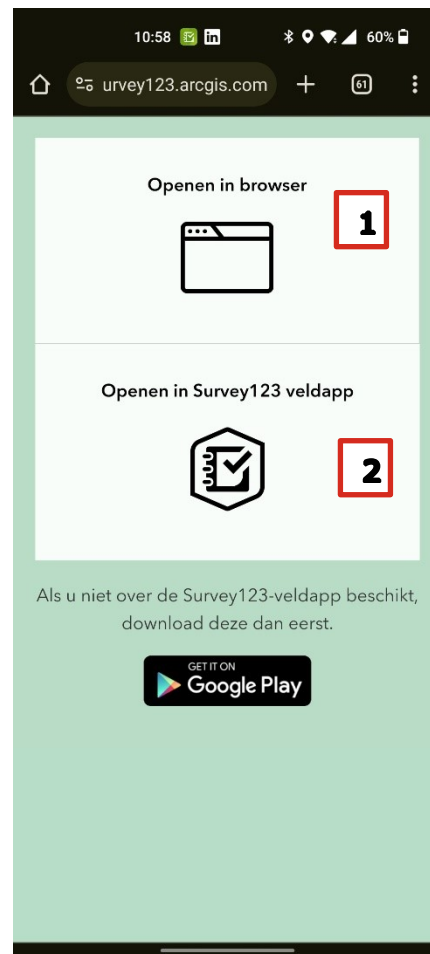 10:58 in 60%
urvey123.arcgis.com 61
Openen in browser
1
Openen in Survey123 veldapp
2
Als u niet over de Survey123-veldapp beschikt,
download deze dan eerst.
GET IT ON
Google Play